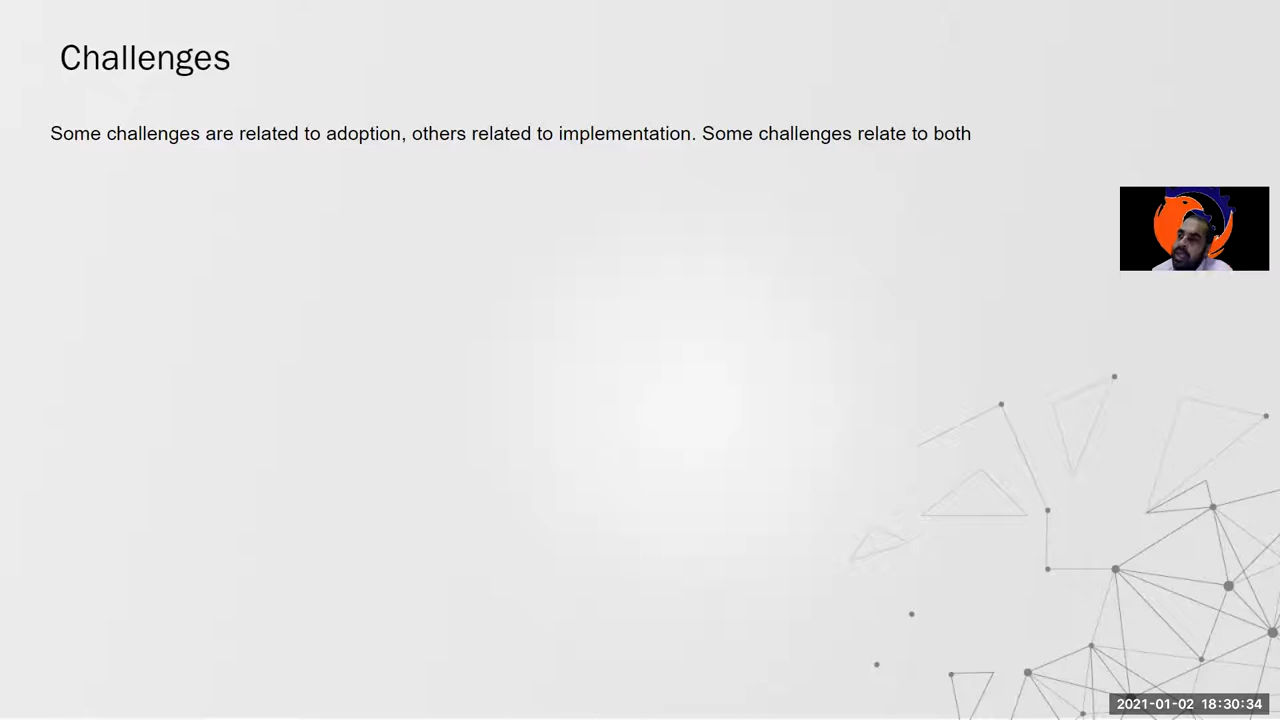 Challenges
Some challenges are related to adoption, others related to implementation. Some challenges relate to both
2021-01-02 18:30:34